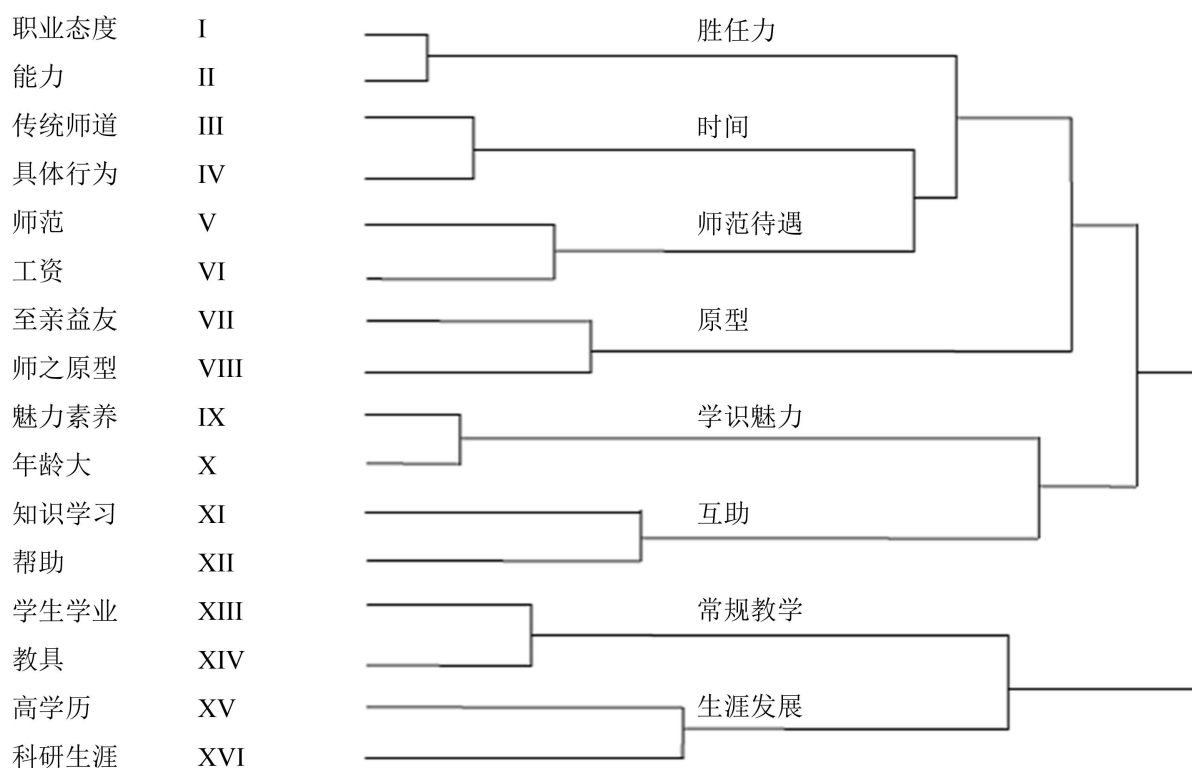 职业态度 I 胜任力
能力 II
传统师道 III 时间
具体行为 IV
师范 V 师范待遇
工资 VI
至亲益友 VII 原型
师之原型 VIII
魅力素养 IX 学识魅力
年龄大 X
知识学习 XI 互助
帮助 XII
学生学业 XIII 常规教学
教具 XIV
高学历 XV 生涯发展
科研生涯 XVI